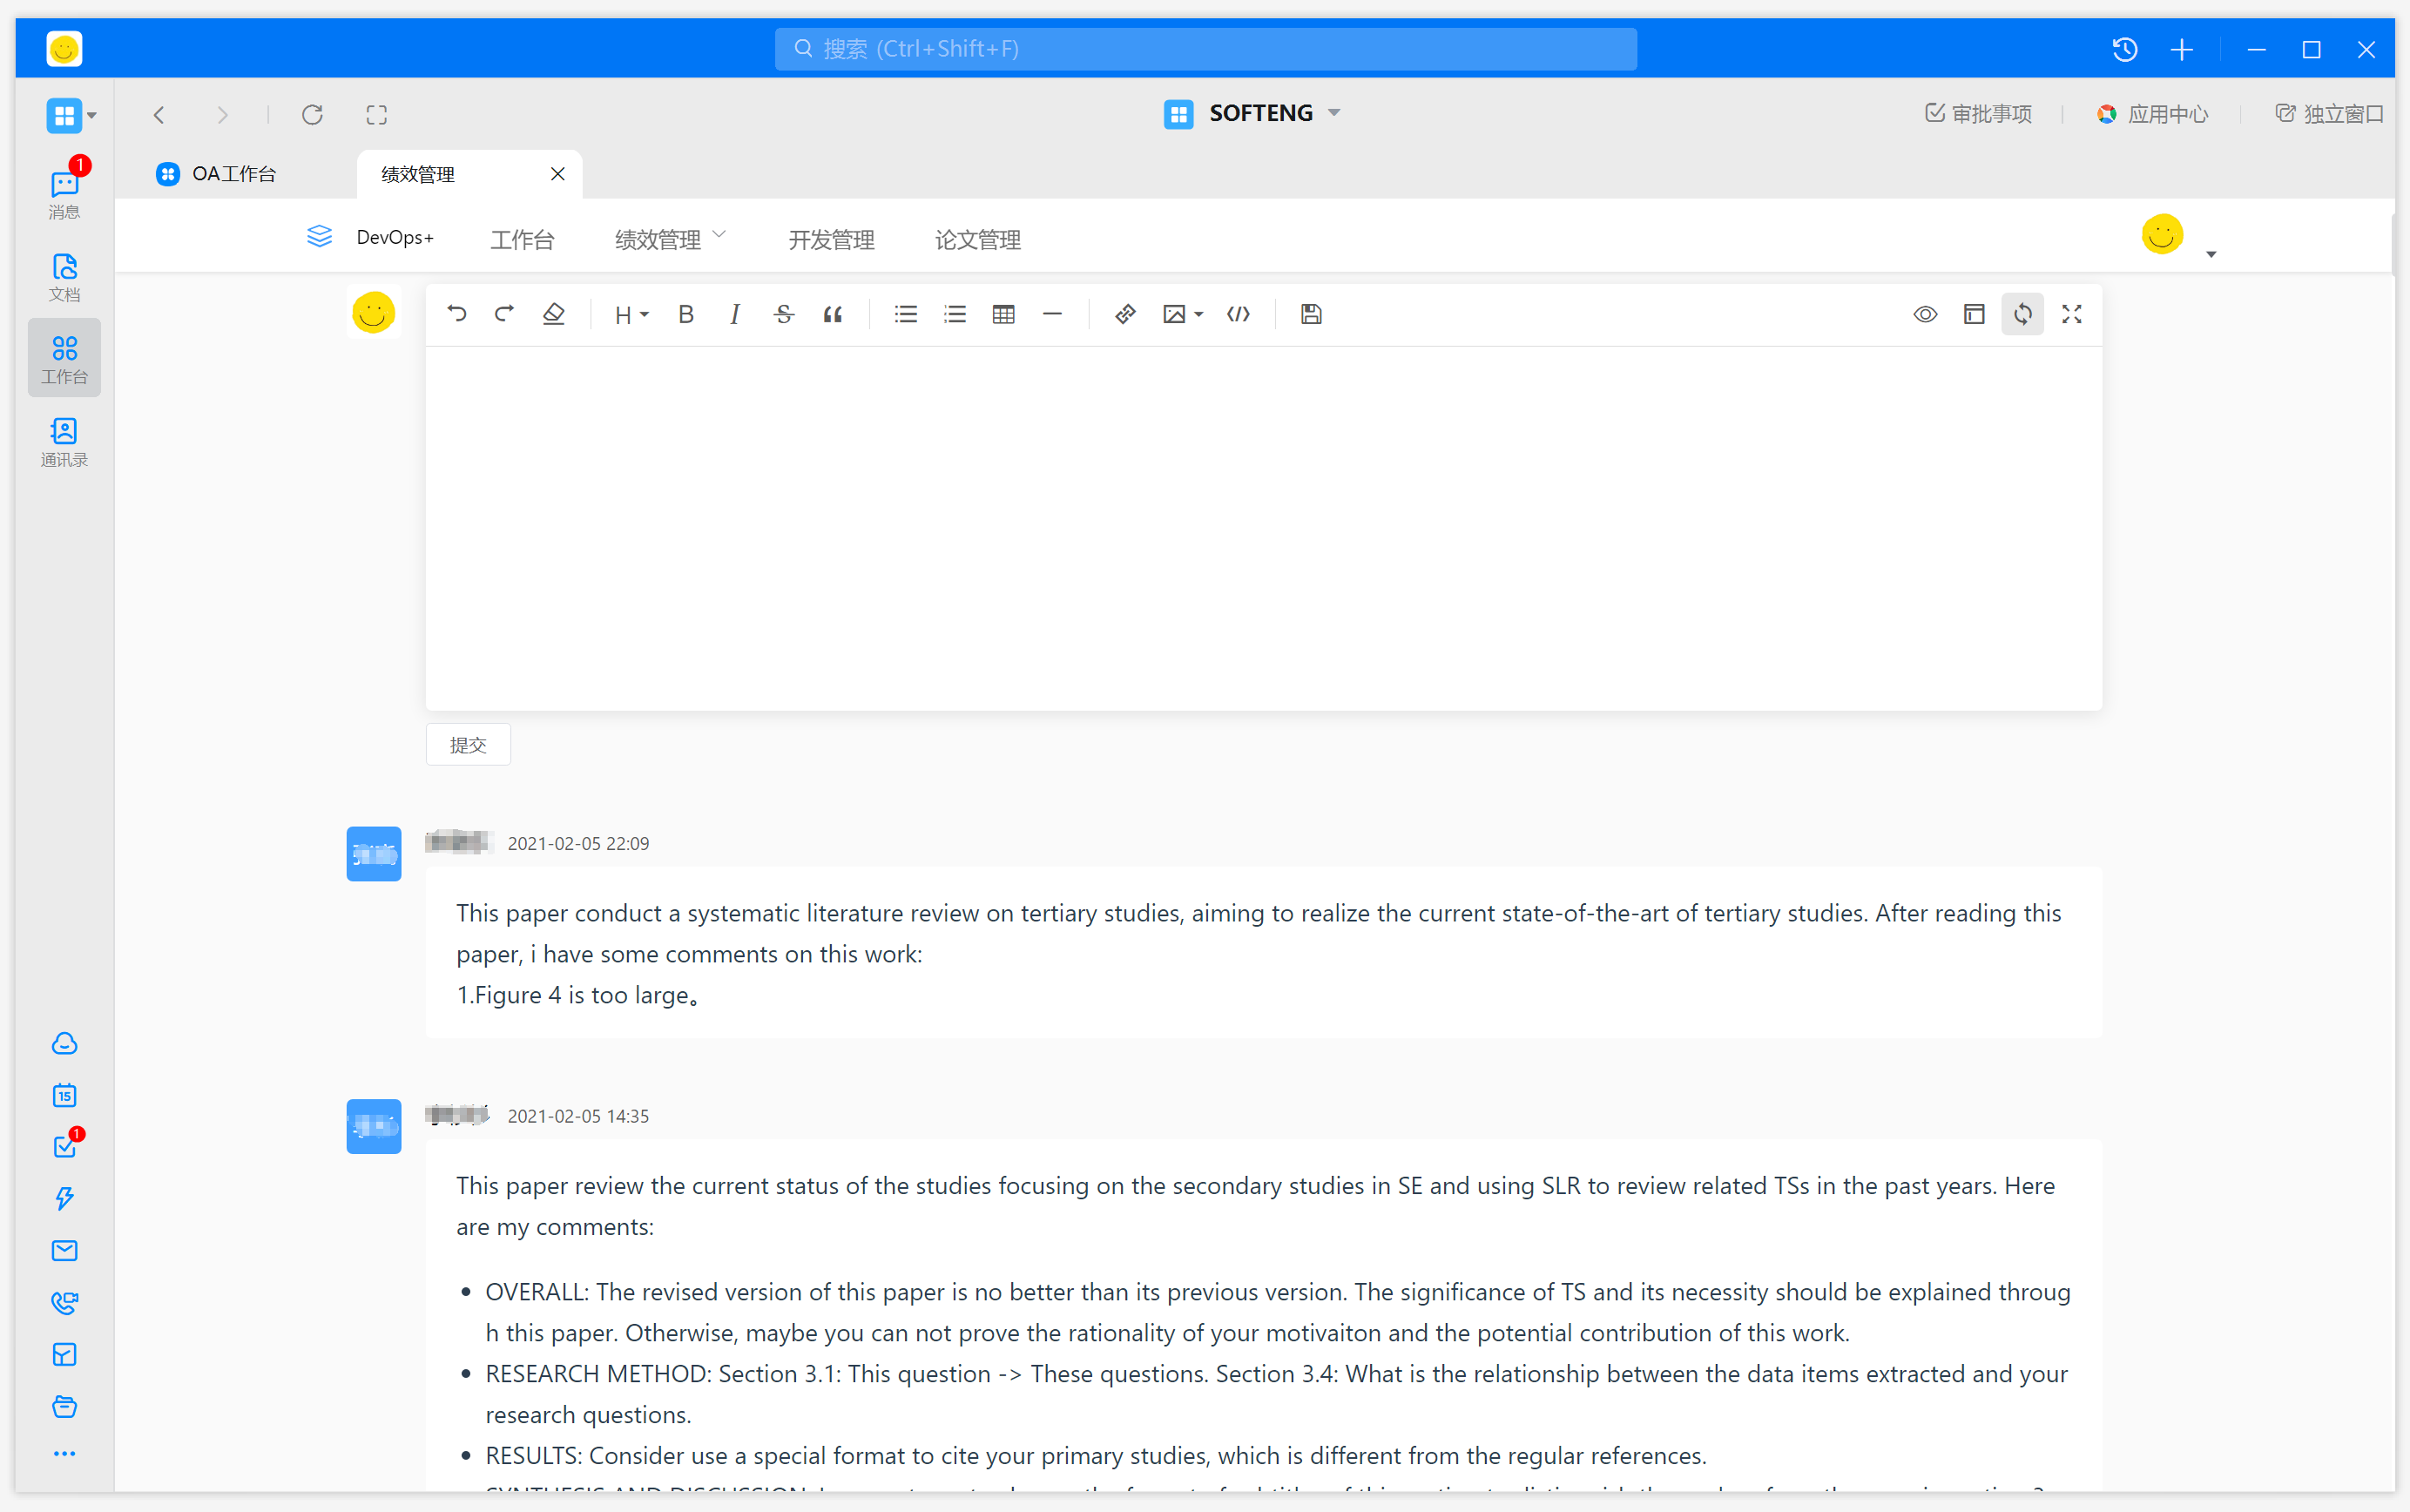 搜索 (Ctrl+Shift+F)
SOFTENG
审批事项
应用中心
独立窗口
1
消息
文档
工作台
通讯录
15
1
OA工作台
绩效管理
DevOps+
工作台
绩效管理
开发管理
论文管理
H
B
I
S
提交
2021-02-05 22:09
This paper conduct a systematic literature review on tertiary studies, aiming to realize the current state-of-the-art of tertiary studies. After reading this
paper, i have some comments on this work:
1.Figure 4 is too large。
2021-02-05 14:35
This paper review the current status of the studies focusing on the secondary studies in SE and using SLR to review related TSs in the past years. Here
are my comments:
• OVERALL: The revised version of this paper is no better than its previous version. The significance of TS and its necessity should be explained throug
h this paper. Otherwise, maybe you can not prove the rationality of your motivaiton and the potential contribution of this work.
• RESEARCH METHOD: Section 3.1: This question -> These questions. Section 3.4: What is the relationship between the data items extracted and your
research questions.
• RESULTS: Consider use a special format to cite your primary studies, which is different from the regular references.